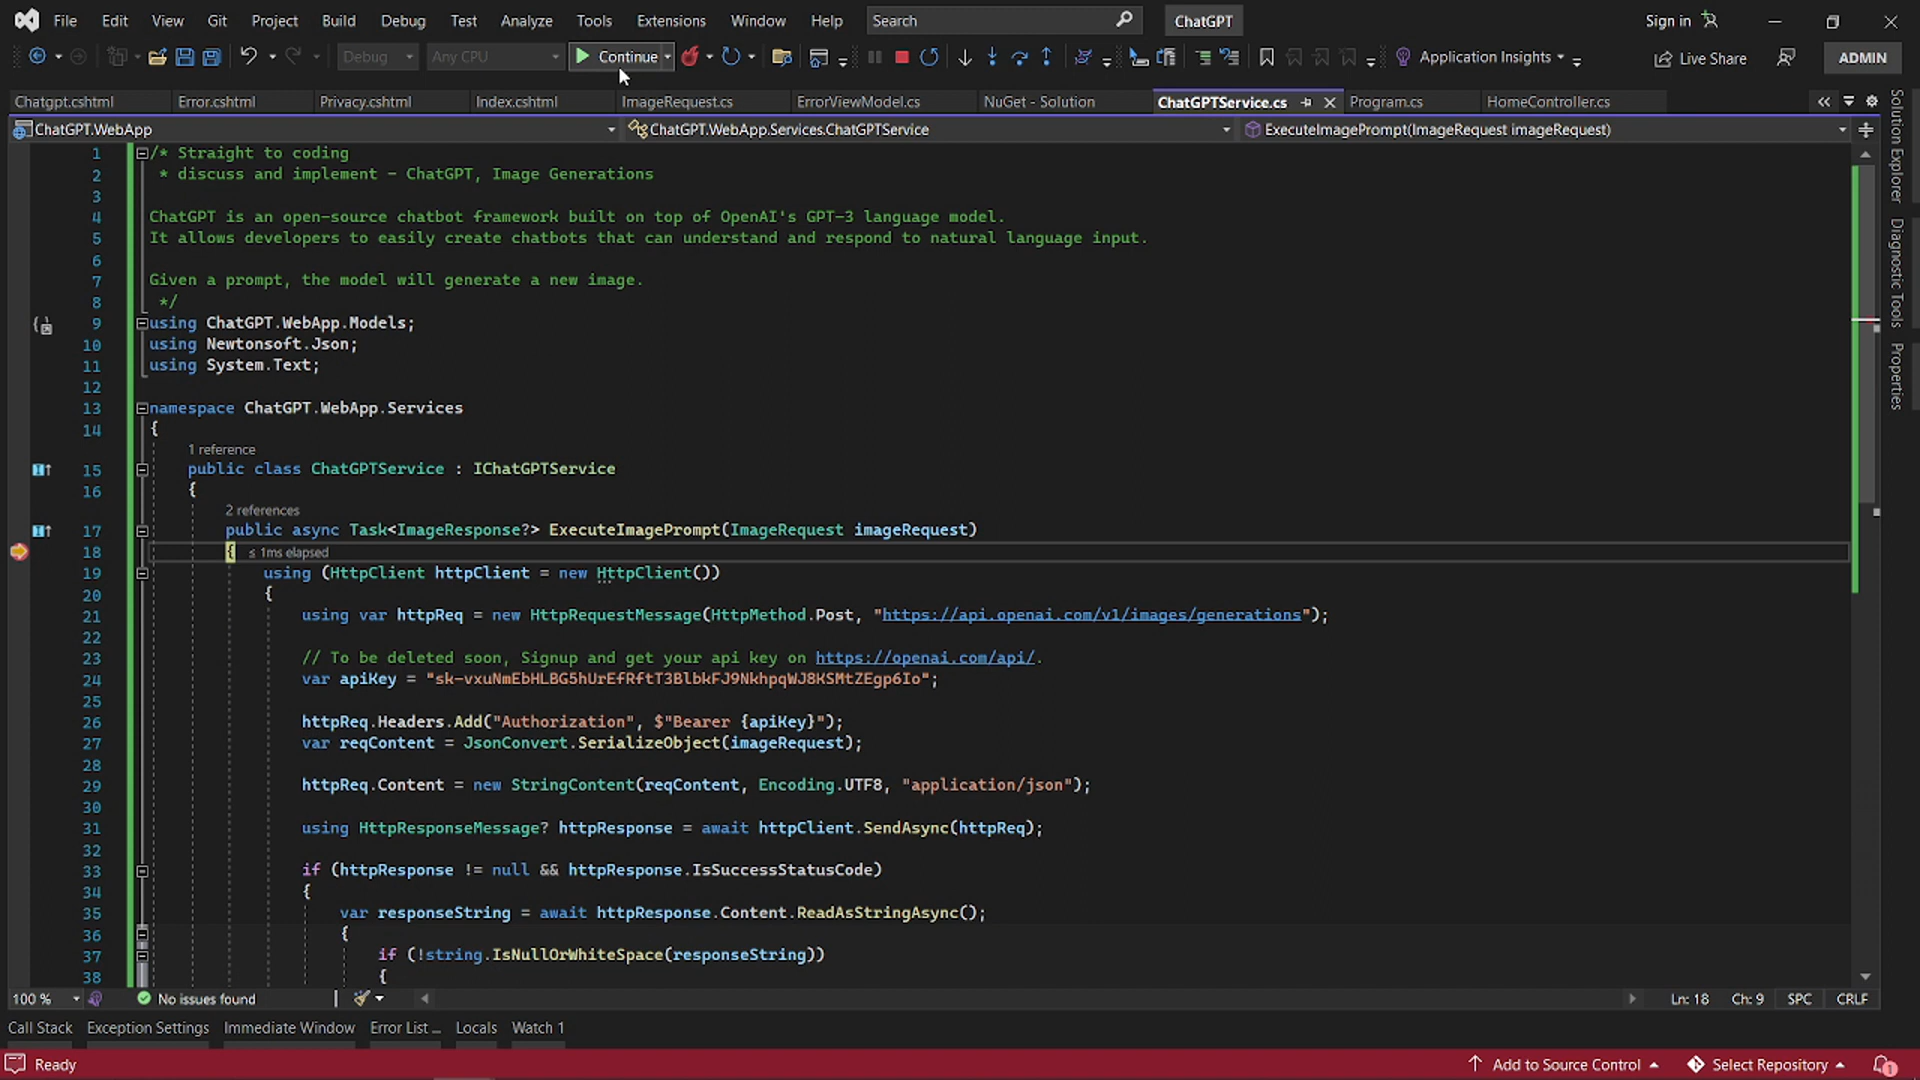 File Edit View Git Project Build Debug Test Analyze Tools Extensions Window Help Search ChatGPT Sign in
Debug Any CPU Continue Application Insights Live Share ADMIN
Chatgpt.cshtml Error.cshtml Privacy.cshtml Index.cshtml ImageRequest.cs ErrorViewModel.cs NuGet - Solution ChatGPTService.cs Program.cs HomeController.cs
ChatGPT.WebApp ChatGPT.WebApp.Services.ChatGPTService ExecuteImagePrompt(ImageRequest imageRequest)
1 /* Straight to coding
2 * discuss and implement - ChatGPT, Image Generations
3
4 ChatGPT is an open-source chatbot framework built on top of OpenAI's GPT-3 language model.
5 It allows developers to easily create chatbots that can understand and respond to natural language input.
6
7 Given a prompt, the model will generate a new image.
8 */
9 using ChatGPT.WebApp.Models;
10 using Newtonsoft.Json;
11 using System.Text;
12
13 namespace ChatGPT.WebApp.Services
14 {
1 reference
15 public class ChatGPTService : IChatGPTService
16 {
2 references
17 public async Task<ImageResponse?> ExecuteImagePrompt(ImageRequest imageRequest)
18 { ≤ 1ms elapsed
19 using (HttpClient httpClient = new HttpClient())
20 {
21 using var httpReq = new HttpRequestMessage(HttpMethod.Post, "https://api.openai.com/v1/images/generations");
22
23 // To be deleted soon, Signup and get your api key on https://openai.com/api/.
24 var apiKey = "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";
25
26 httpReq.Headers.Add("Authorization", $"Bearer {apiKey}");
27 var reqContent = JsonConvert.SerializeObject(imageRequest);
28
29 httpReq.Content = new StringContent(reqContent, Encoding.UTF8, "application/json");
30
31 using HttpResponseMessage? httpResponse = await httpClient.SendAsync(httpReq);
32
33 if (httpResponse != null && httpResponse.IsSuccessStatusCode)
34 {
35 var responseString = await httpResponse.Content.ReadAsStringAsync();
36 {
37 if (!string.IsNullOrWhiteSpace(responseString))
38 {
Solution Explorer
Diagnostic Tools
Properties
100 % No issues found Ln: 18 Ch: 9 SPC CRLF
Call Stack Exception Settings Immediate Window Error List ... Locals Watch 1
Ready Add to Source Control Select Repository 1